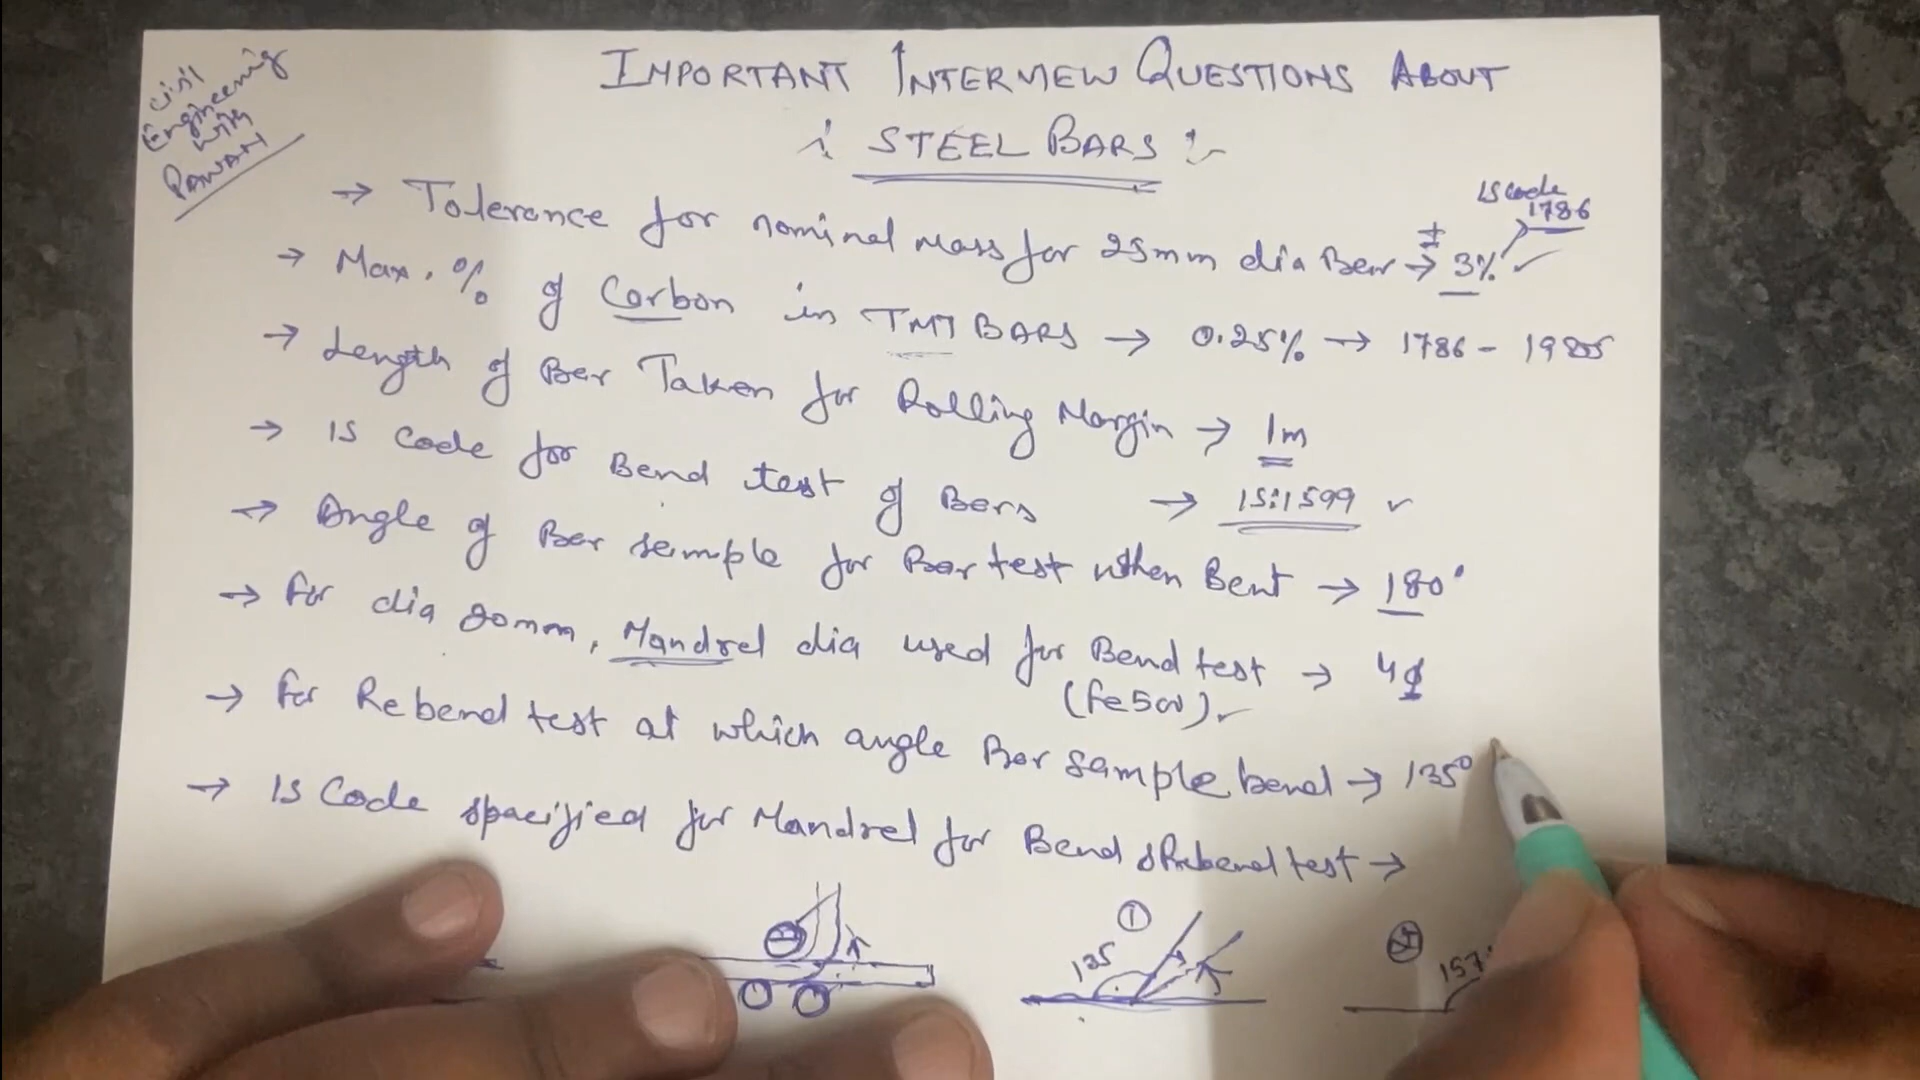 Civil
Engineering
with
PAWAN
IMPORTANT INTERVIEW QUESTIONS ABOUT
STEEL BARS :-
IS code
1786
→ Tolerance for nominal mass for 25mm dia Bar → ± 3% ✓
→ Max. % of Carbon in TMT BARS → 0.25% → 1786 - 1985
→ Length of Bar Taken for Rolling Margin → 1m
→ IS Code for Bend test of Bars → IS:1599 ✓
→ Angle of Bar sample for Bar test when Bent → 180°
→ for dia 20mm, Mandrel dia used for Bend test → 4φ
(fe500) ✓
→ for Rebend test at which angle Bar sample bend → 135°
→ IS Code specified for Mandrel for Bend & Rebend test →
1
135
157